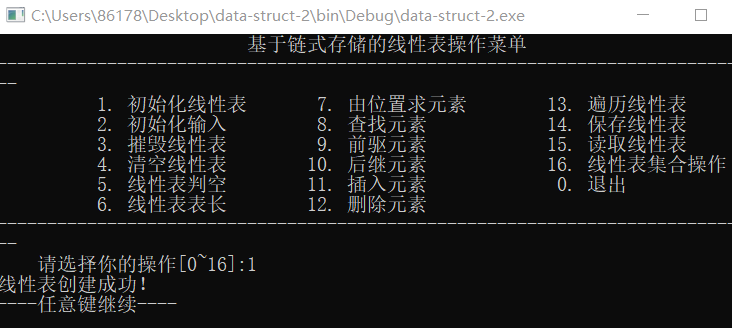 C:\Users\86178\Desktop\data-struct-2\bin\Debug\data-struct-2.exe
基于链式存储的线性表操作菜单
--------------------------------------------------------------------------
--
1. 初始化线性表 7. 由位置求元素 13. 遍历线性表
2. 初始化输入 8. 查找元素 14. 保存线性表
3. 摧毁线性表 9. 前驱元素 15. 读取线性表
4. 清空线性表 10. 后继元素 16. 线性表集合操作
5. 线性表判空 11. 插入元素 0. 退出
6. 线性表表长 12. 删除元素
--------------------------------------------------------------------------
--
请选择你的操作[0~16]:1
线性表创建成功!
----任意键继续----